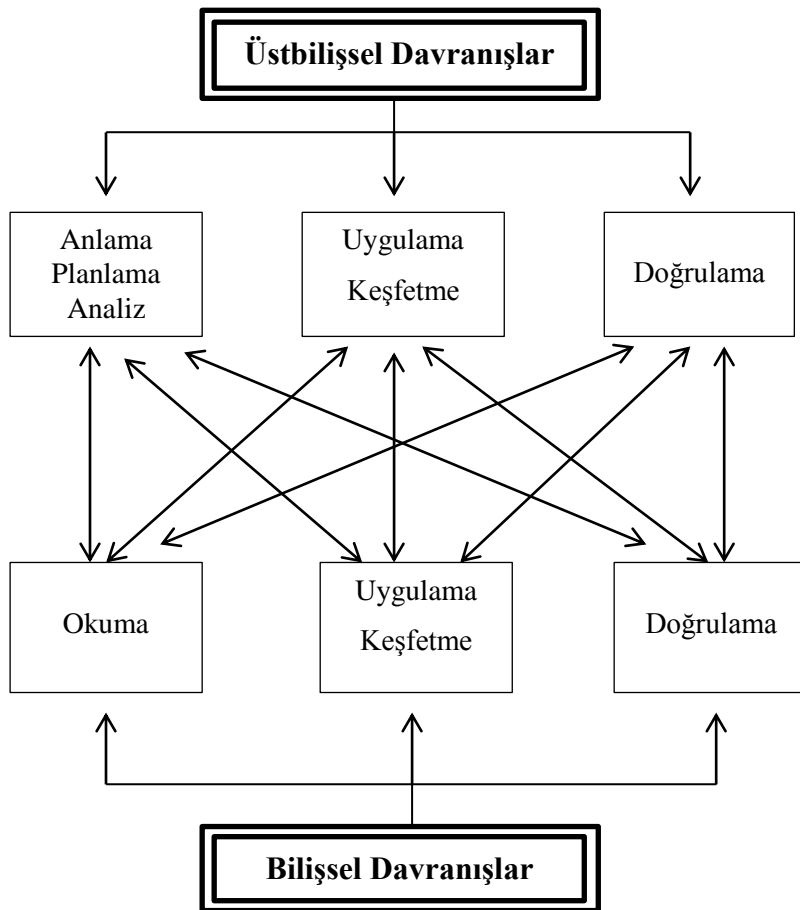 Üstbilişsel Davranışlar
Anlama
Planlama
Analiz
Uygulama
Keşfetme
Doğrulama
Okuma
Uygulama
Keşfetme
Doğrulama
Bilişsel Davranışlar